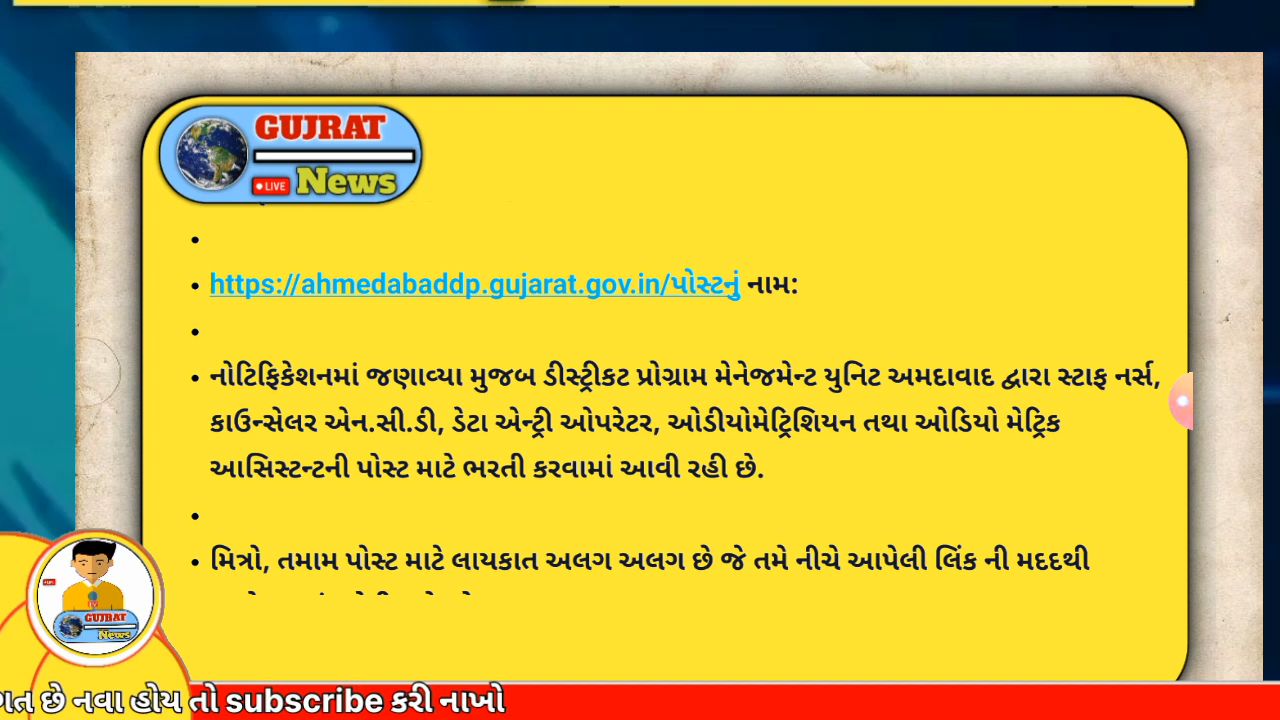 GUJRAT
LIVE News
https://ahmedabaddp.gujarat.gov.in/પોસ્ટનું નામ:
નોટિફિકેશનમાં જણાવ્યા મુજબ ડીસ્ટ્રીકટ પ્રોગ્રામ મેનેજમેન્ટ યુનિટ અમદાવાદ દ્વારા સ્ટાફ નર્સ,
કાઉન્સેલર એન.સી.ડી, ડેટા એન્ટ્રી ઓપરેટર, ઓડીયોમેટ્રિશિયન તથા ઓડિયો મેટ્રિક
આસિસ્ટન્ટની પોસ્ટ માટે ભરતી કરવામાં આવી રહી છે.
મિત્રો, તમામ પોસ્ટ માટે લાયકાત અલગ અલગ છે જે તમે નીચે આપેલી લિંક ની મદદથી
GUJRAT
News
છે નવા હોય તો subscribe કરી નાખો